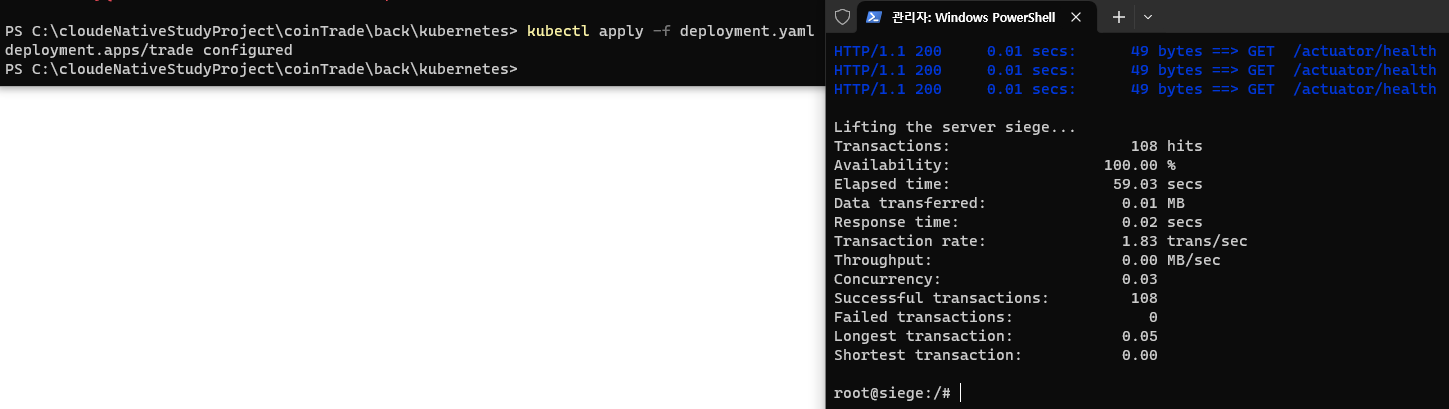 PS C:\cloudeNativeStudyProject\coinTrade\back\kubernetes> kubectl apply -f deployment.yaml
deployment.apps/trade configured
PS C:\cloudeNativeStudyProject\coinTrade\back\kubernetes>
관리자: Windows PowerShell
HTTP/1.1 200     0.01 secs:      49 bytes ==> GET  /actuator/health
HTTP/1.1 200     0.01 secs:      49 bytes ==> GET  /actuator/health
HTTP/1.1 200     0.01 secs:      49 bytes ==> GET  /actuator/health
Lifting the server siege...
Transactions:                    108 hits
Availability:                 100.00 %
Elapsed time:                  59.03 secs
Data transferred:               0.01 MB
Response time:                  0.02 secs
Transaction rate:               1.83 trans/sec
Throughput:                     0.00 MB/sec
Concurrency:                    0.03
Successful transactions:         108
Failed transactions:               0
Longest transaction:            0.05
Shortest transaction:           0.00
root@siege:/#